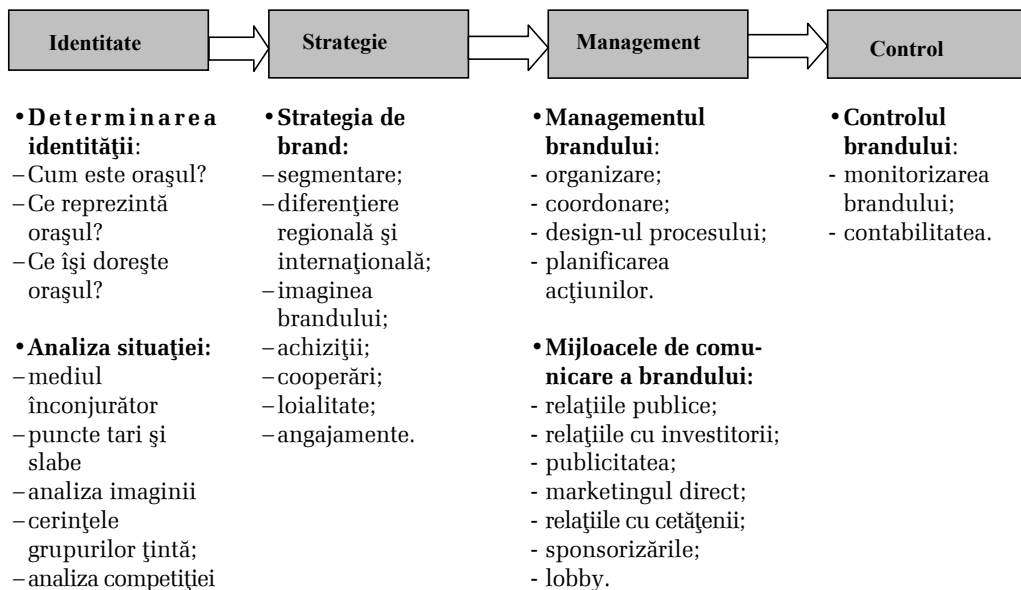 Identitate
Strategie
Management
Control
• Determinarea
identităţii:
– Cum este oraşul?
– Ce reprezintă
oraşul?
– Ce îşi doreşte
oraşul?
• Analiza situaţiei:
– mediul
înconjurător
– puncte tari şi
slabe
– analiza imaginii
– cerinţele
grupurilor ţintă;
– analiza competiţiei
• Strategia de
brand:
– segmentare;
– diferenţiere
regională şi
internaţională;
– imaginea
brandului;
– achiziţii;
– cooperări;
– loialitate;
– angajamente.
• Managementul
brandului:
- organizare;
- coordonare;
- design-ul procesului;
- planificarea
acţiunilor.
• Mijloacele de comu-
nicare a brandului:
- relaţiile publice;
- relaţiile cu investitorii;
- publicitatea;
- marketingul direct;
- relaţiile cu cetăţenii;
- sponsorizările;
- lobby.
• Controlul
brandului:
- monitorizarea
brandului;
- contabilitatea.